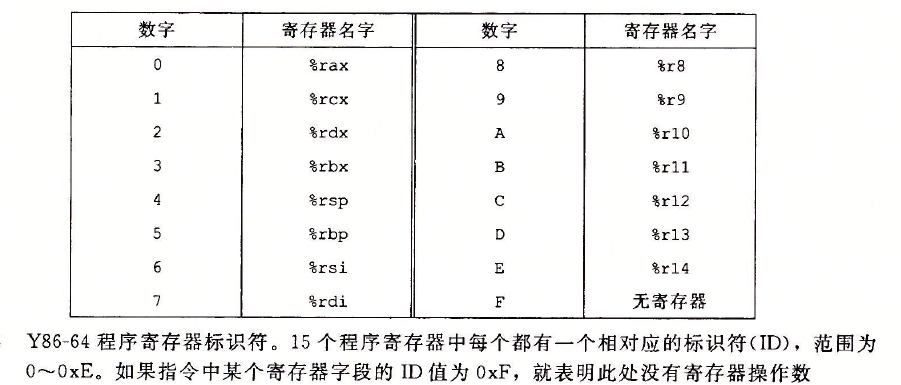 数字 寄存器名字 数字 寄存器名字
0 %rax 8 %r8
1 %rcx 9 %r9
2 %rdx A %r10
3 %rbx B %r11
4 %rsp C %r12
5 %rbp D %r13
6 %rsi E %r14
7 %rdi F 无寄存器
Y86-64 程序寄存器标识符。15 个程序寄存器中每个都有一个相对应的标识符(ID)，范围为
0～0xE。如果指令中某个寄存器字段的 ID 值为 0xF，就表明此处没有寄存器操作数